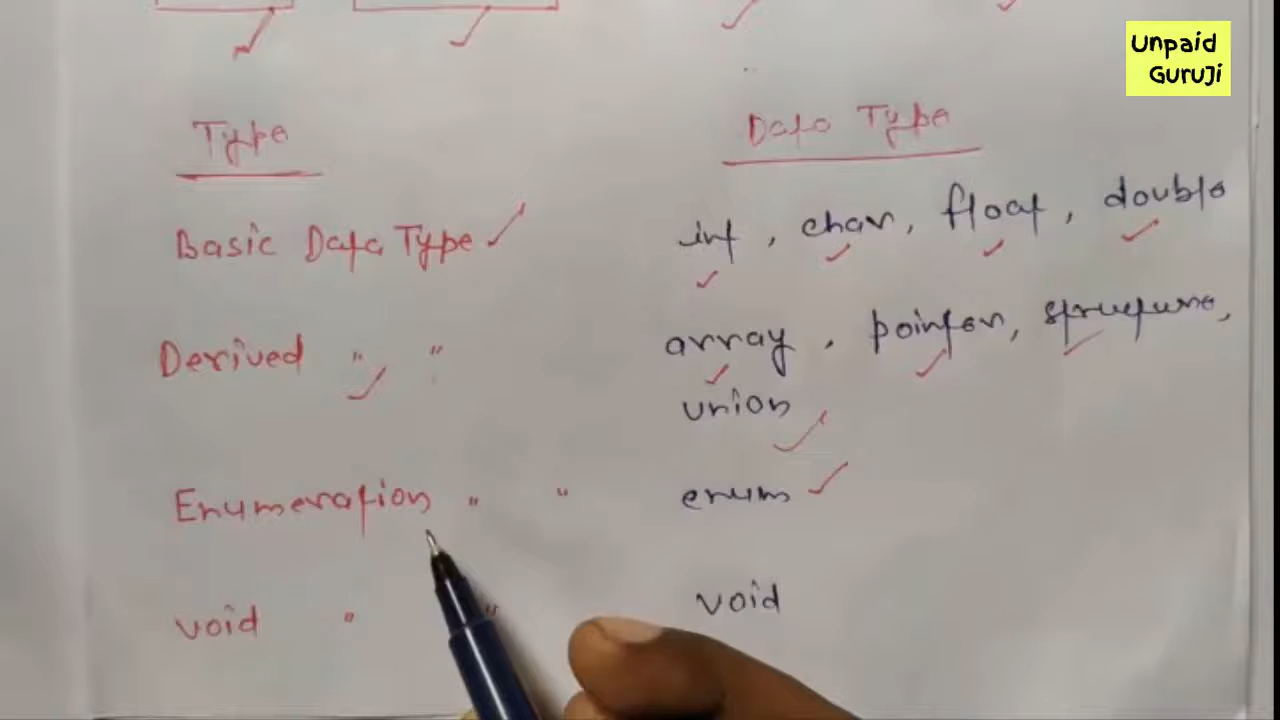 Unpaid
GuruJi
Type Data Type
Basic Data Type int, char, float, double
Derived " " array, pointer, structure,
union
Enumeration " " enum
void " " void